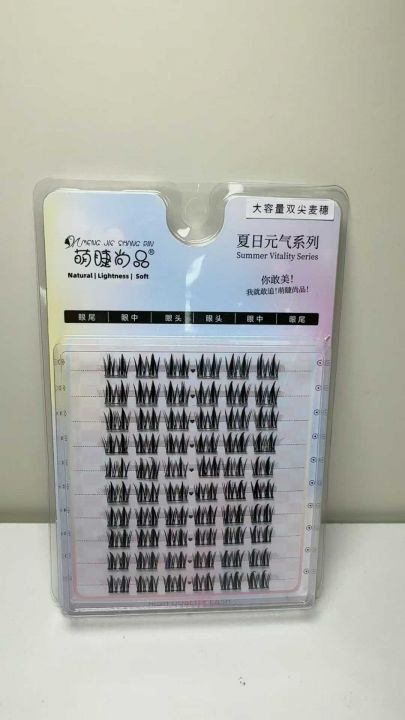 大容量双尖麦穗
MENG JIE SHANG PIN
萌睫尚品®
Natural | Lightness | Soft
夏日元气系列
Summer Vitality Series
你敢美!
我就敢追!萌睫尚品!
眼尾 眼中 眼头 眼头 眼中 眼尾